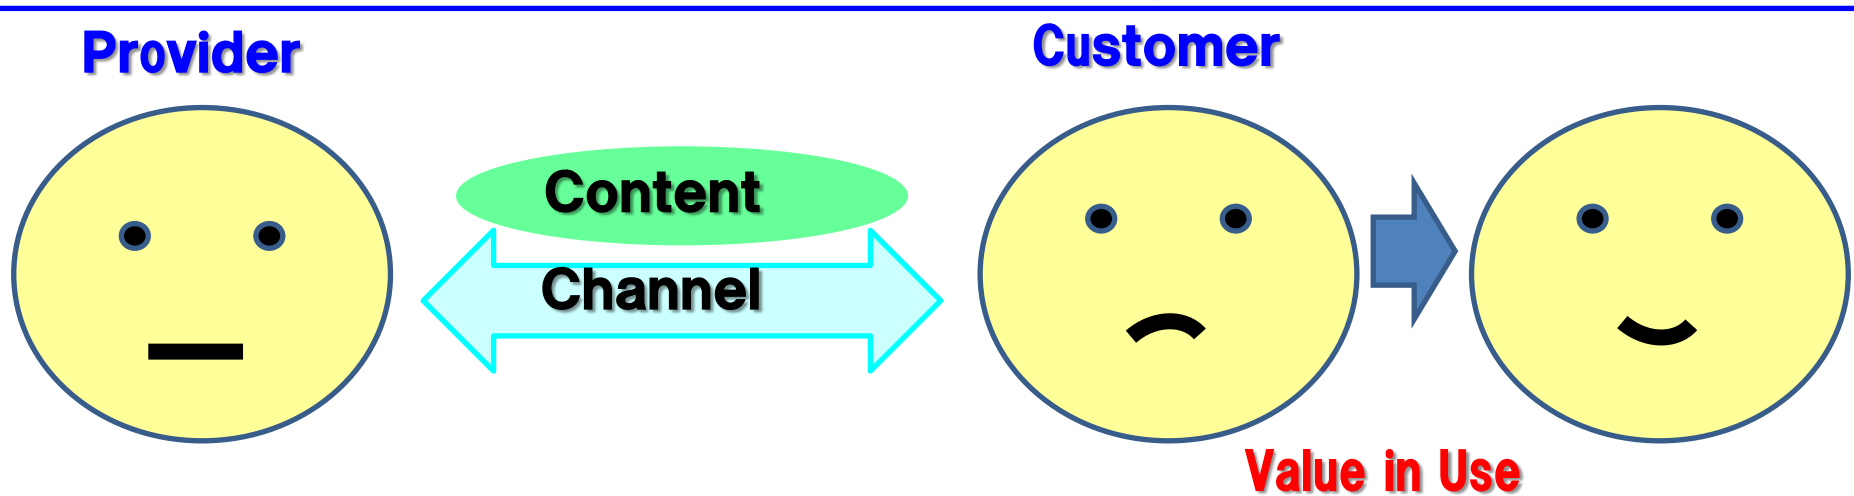 Provider
Customer
Content
Channel
Value in Use